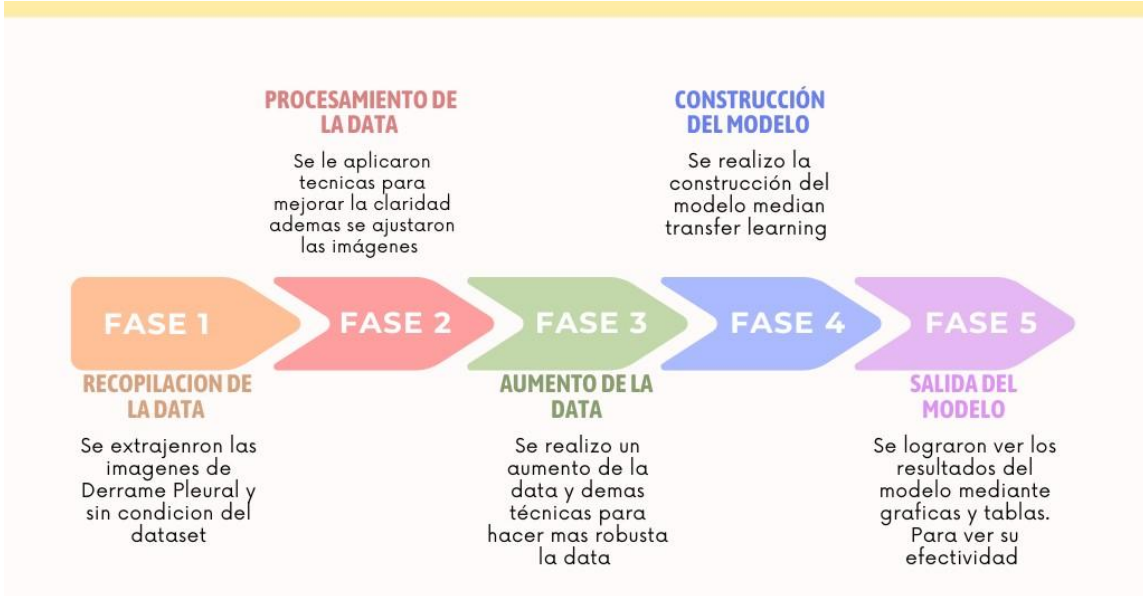 PROCESAMIENTO DE
LA DATA
Se le aplicaron
tecnicas para
mejorar la claridad
ademas se ajustaron
las imágenes
CONSTRUCCIÓN
DEL MODELO
Se realizo la
construcción del
modelo median
transfer learning
FASE 1
FASE 2
FASE 3
FASE 4
FASE 5
RECOPILACION DE
LA DATA
Se extrajenron las
imagenes de
Derrame Pleural y
sin condicion del
dataset
AUMENTO DE LA
DATA
Se realizo un
aumento de la
data y demas
técnicas para
hacer mas robusta
la data
SALIDA DEL
MODELO
Se lograron ver los
resultados del
modelo mediante
graficas y tablas.
Para ver su
efectividad